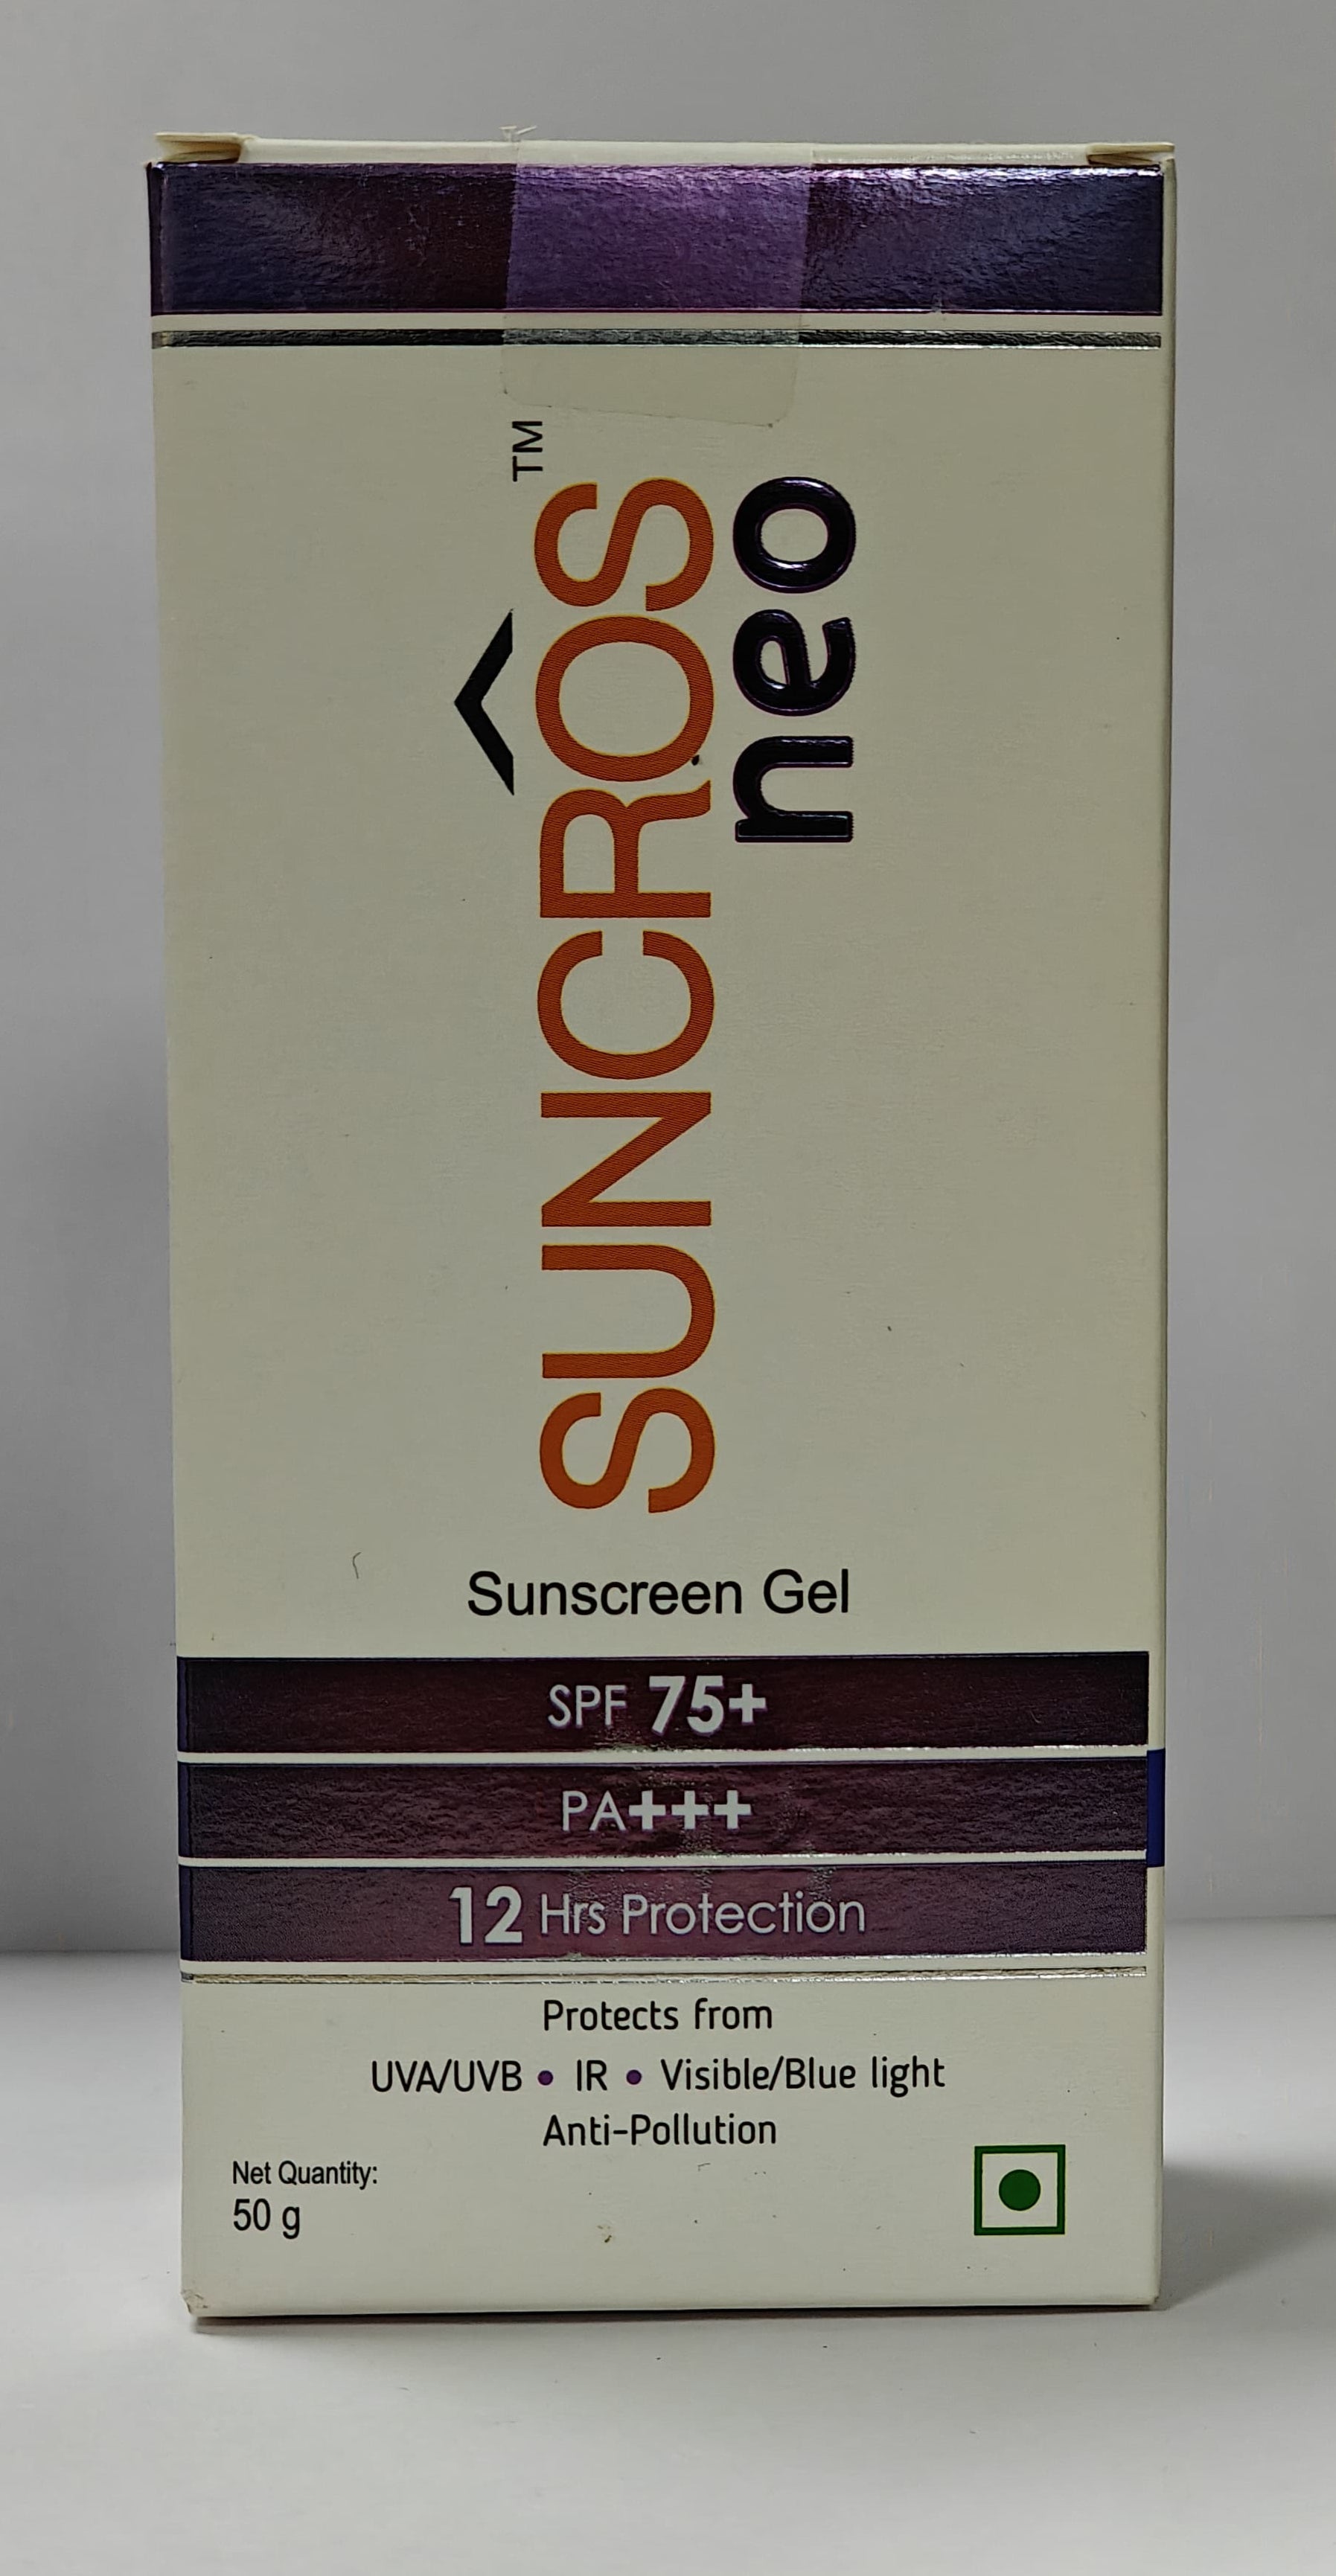 SUNCROS™
neo
Sunscreen Gel
SPF 75+
PA+++
12 Hrs Protection
Protects from
UVA/UVB • IR • Visible/Blue light
Anti-Pollution
Net Quantity:
50 g